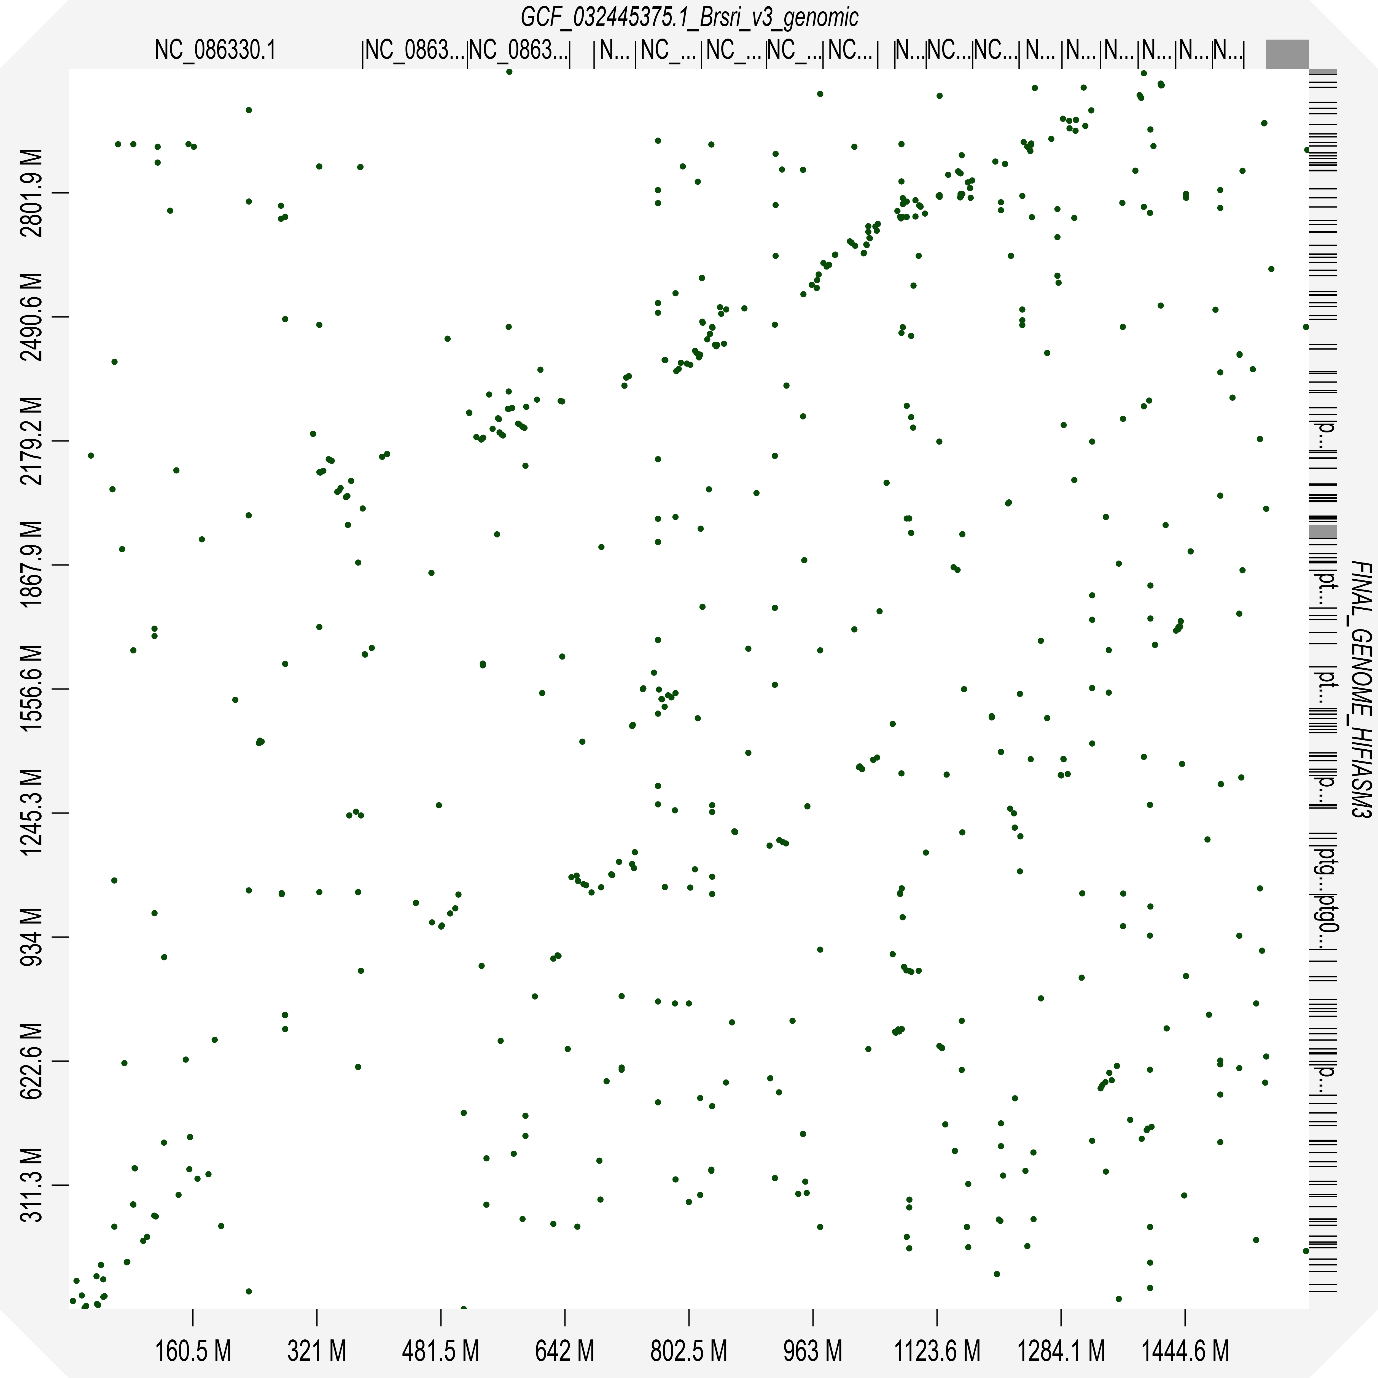 GCF_032445375.1_Brsri_v3_genomic
NC_086330.1 NC_0863... NC_0863... N... NC_... NC_... NC_... NC... N... NC... NC... N... N... N... N... N... N...
2801.9 M
2490.6 M
2179.2 M
1867.9 M
1556.6 M
1245.3 M
934 M
622.6 M
311.3 M
p...
pt...
pt...
p...
ptg...
ptg0...
p...
FINAL_GENOME_HIFIASM3
160.5 M 321 M 481.5 M 642 M 802.5 M 963 M 1123.6 M 1284.1 M 1444.6 M